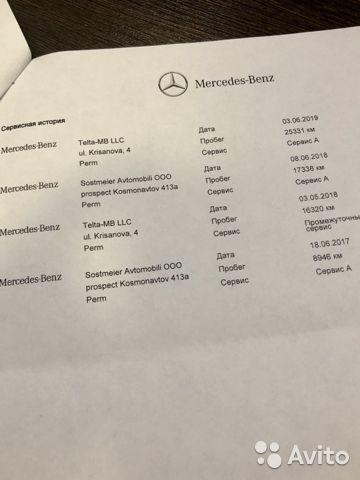 Mercedes-Benz
Сервисная история
Mercedes-Benz Telta-MB LLC Дата 03.06.2019
ul. Krisanova, 4 Пробег 25331 км
Perm Сервис Сервис A
Mercedes-Benz Sostmeier Avtomobili OOO Дата 08.06.2018
prospect Kosmonavtov 413a Пробег 17338 км
Perm Сервис Сервис A
Mercedes-Benz Telta-MB LLC Дата 03.05.2018
ul. Krisanova, 4 Пробег 16320 км
Perm Сервис Промежуточны
сервис
Mercedes-Benz Sostmeier Avtomobili OOO Дата 18.06.2017
prospect Kosmonavtov 413a Пробег 8946 км
Perm Сервис Сервис A
Avito